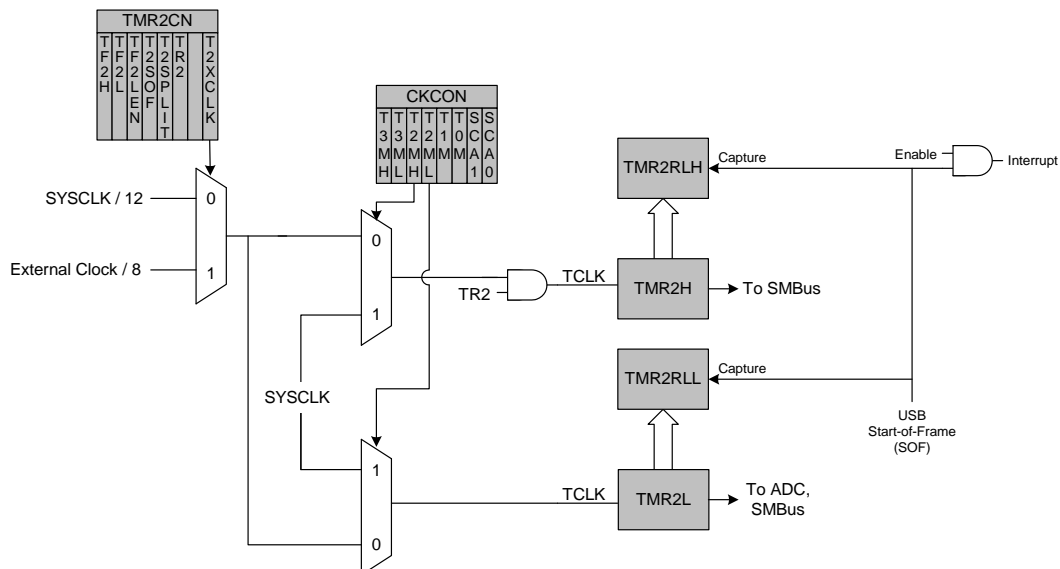 TMR2CN
TF2H
TF2L
TF2LEN
T2SOF
T2SPLIT
TR2
T2XCLK
CKCON
T3MH
T3ML
T2MH
T2ML
T1M
T0M
SCA1
SCA0
SYSCLK / 12
0
External Clock / 8
1
0
1
TR2
TCLK
SYSCLK
1
0
TCLK
TMR2RLH
Capture
Enable
Interrupt
TMR2H
To SMBus
TMR2RLL
Capture
USB
Start-of-Frame
(SOF)
TMR2L
To ADC,
SMBus